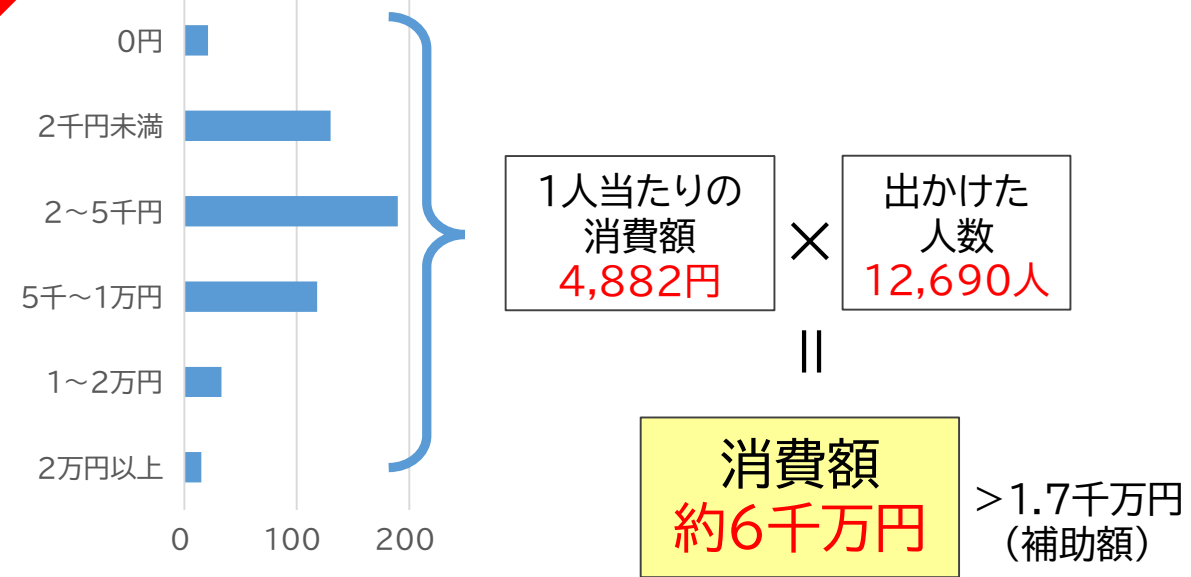 0円
2千円未満
2～5千円
5千～1万円
1～2万円
2万円以上
0 100 200
1人当たりの
消費額
4,882円
×
出かけた
人数
12,690人
＝
消費額
約6千万円
＞1.7千万円
（補助額）